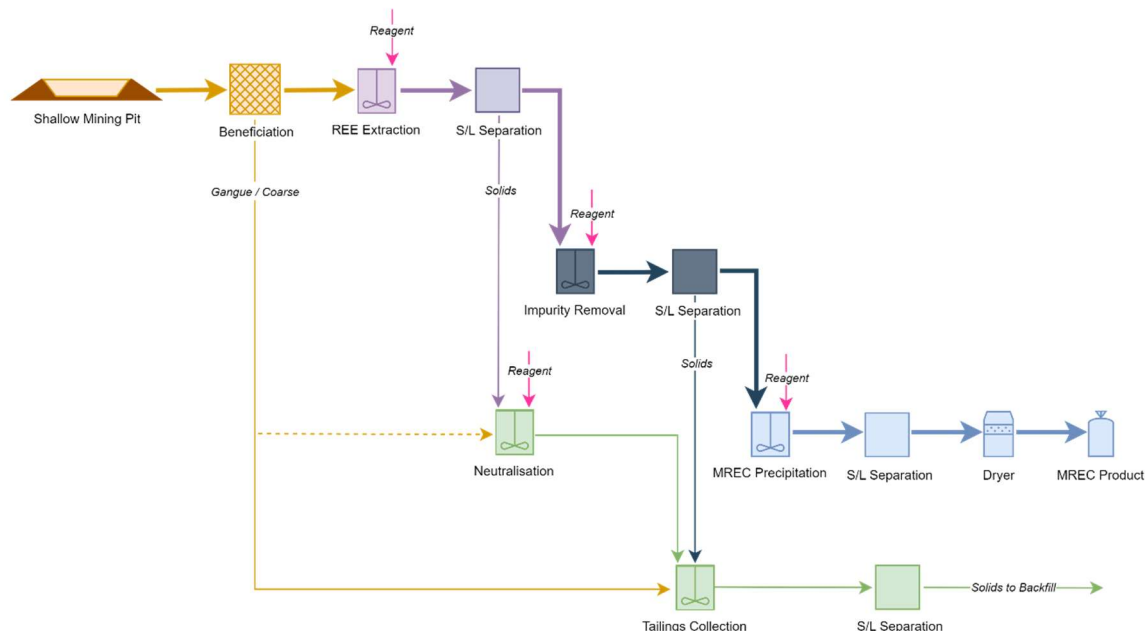 Reagent
Shallow Mining Pit
Beneficiation
REE Extraction
S/L Separation
Gangue / Coarse
Solids
Reagent
Impurity Removal
S/L Separation
Solids
Reagent
Reagent
Neutralisation
MREC Precipitation
S/L Separation
Dryer
MREC Product
Solids to Backfill
Tailings Collection
S/L Separation